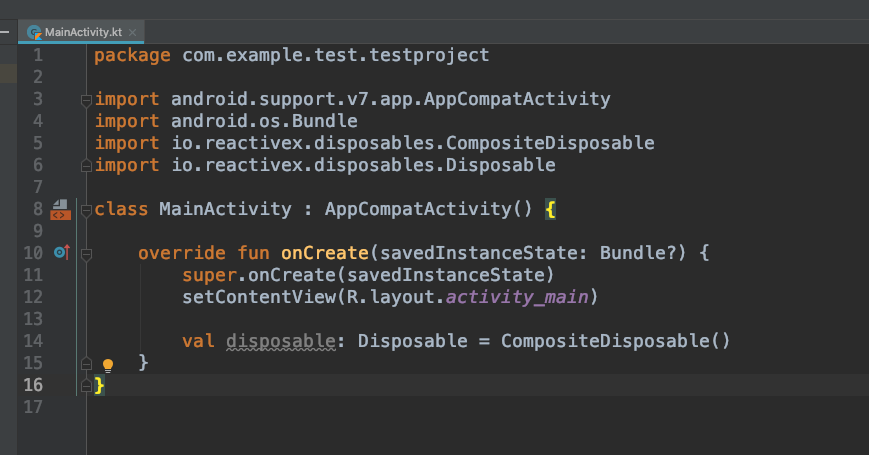 MainActivity.kt
1 package com.example.test.testproject
2
3 import android.support.v7.app.AppCompatActivity
4 import android.os.Bundle
5 import io.reactivex.disposables.CompositeDisposable
6 import io.reactivex.disposables.Disposable
7
8 class MainActivity : AppCompatActivity() {
9
10 override fun onCreate(savedInstanceState: Bundle?) {
11 super.onCreate(savedInstanceState)
12 setContentView(R.layout.activity_main)
13
14 val disposable: Disposable = CompositeDisposable()
15 }
16 }
17